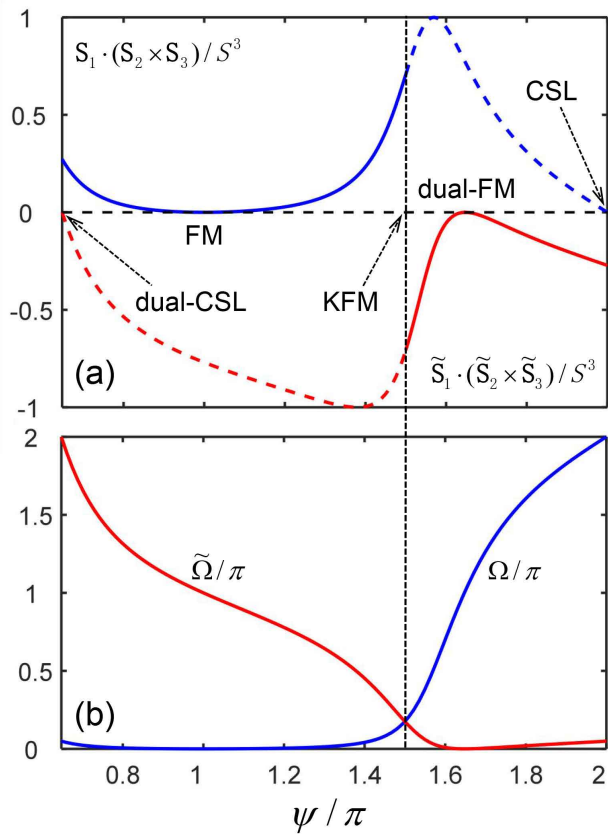 1
S₁·(S₂×S₃)/S³
CSL
0.5
dual-FM
0
FM
dual-CSL
KFM
-0.5
(a)
S̃₁·(S̃₂×S̃₃)/S³
-1
2
1.5
Ω̃/π
Ω/π
1
0.5
(b)
0
0.8 1 1.2 1.4 1.6 1.8 2
ψ/π